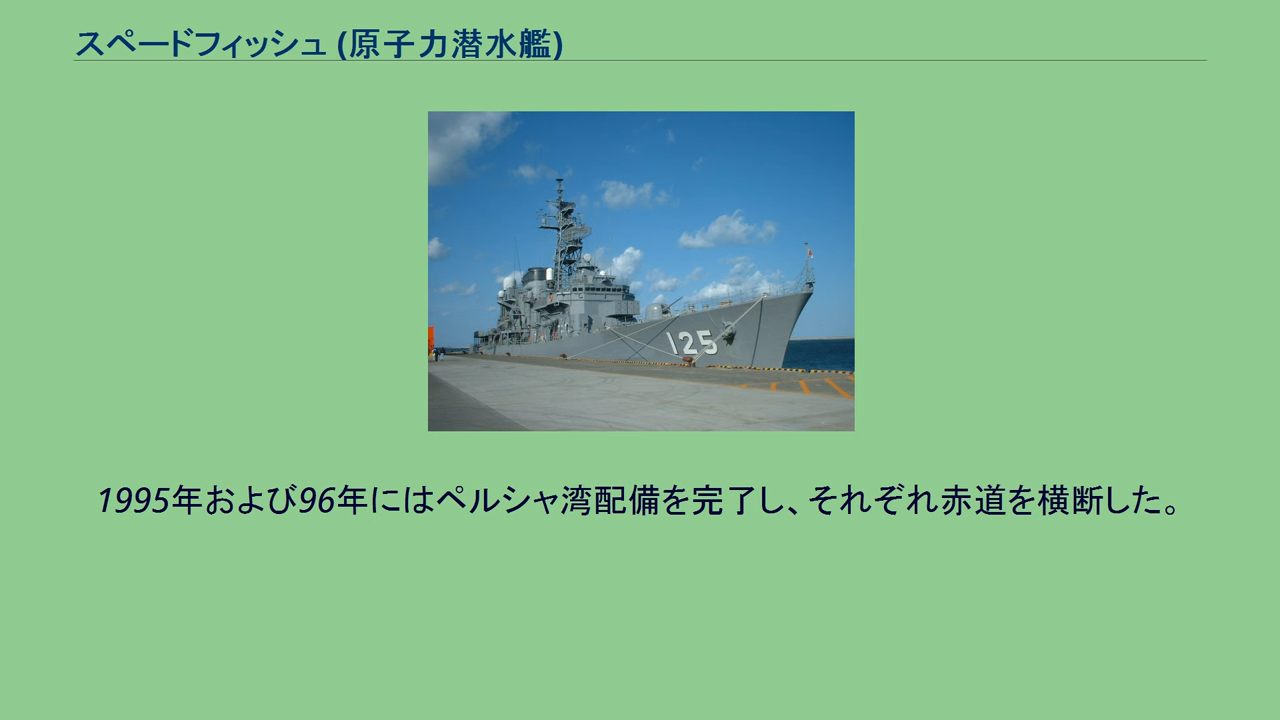 スペードフィッシュ (原子力潜水艦)
125
1995年および96年にはペルシャ湾配備を完了し、それぞれ赤道を横断した。